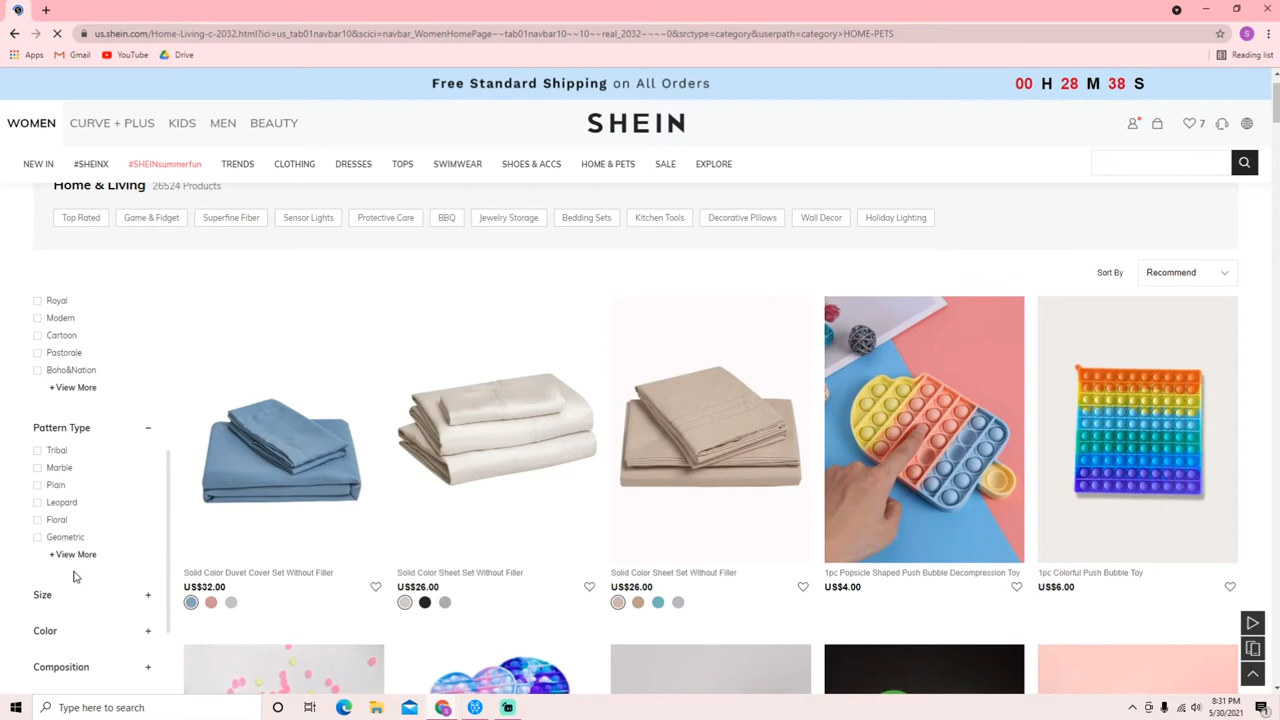 us.shein.com/Home-Living-c-2032.html?ici=us_tab01navbar10&scici=navbar_WomenHomePage~~tab01navbar10~~10~~real_2032~~~~0&srctype=category&userpath=category>HOME-PETS
S
Apps Gmail YouTube Drive Reading list
Free Standard Shipping on All Orders 00 H 28 M 38 S
WOMEN CURVE + PLUS KIDS MEN BEAUTY SHEIN 7
NEW IN #SHEINX #SHEINsummerfun TRENDS CLOTHING DRESSES TOPS SWIMWEAR SHOES & ACCS HOME & PETS SALE EXPLORE
Home & Living 26524 Products
Top Rated Game & Fidget Superfine Fiber Sensor Lights Protective Care BBQ Jewelry Storage Bedding Sets Kitchen Tools Decorative Pillows Wall Decor Holiday Lighting
Sort By Recommend
Royal
Modern
Cartoon
Pastorale
Boho&Nation
+ View More
Pattern Type −
Tribal
Marble
Plain
Leopard
Floral
Geometric
+ View More
Size +
Color +
Composition +
Solid Color Duvet Cover Set Without Filler
US$32.00
Solid Color Sheet Set Without Filler
US$26.00
Solid Color Sheet Set Without Filler
US$26.00
1pc Popsicle Shaped Push Bubble Decompression Toy
US$4.00
1pc Colorful Push Bubble Toy
US$6.00
Type here to search
8:31 PM
5/30/2021
1